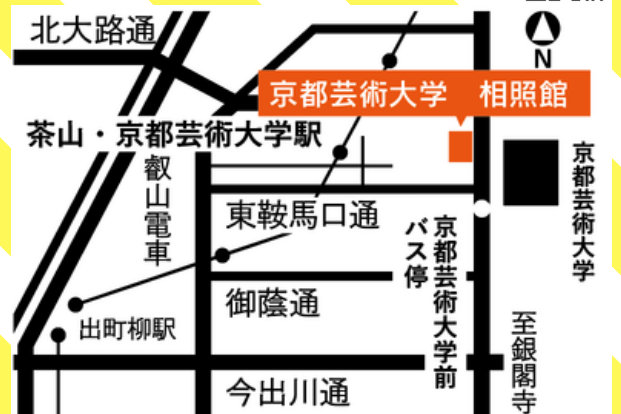 北大路通
N
京都芸術大学 相照館
茶山・京都芸術大学駅
叡山電車
京都芸術大学
東鞍馬口通
京都芸術大学前
バス停
御蔭通
出町柳駅
至銀閣寺
今出川通